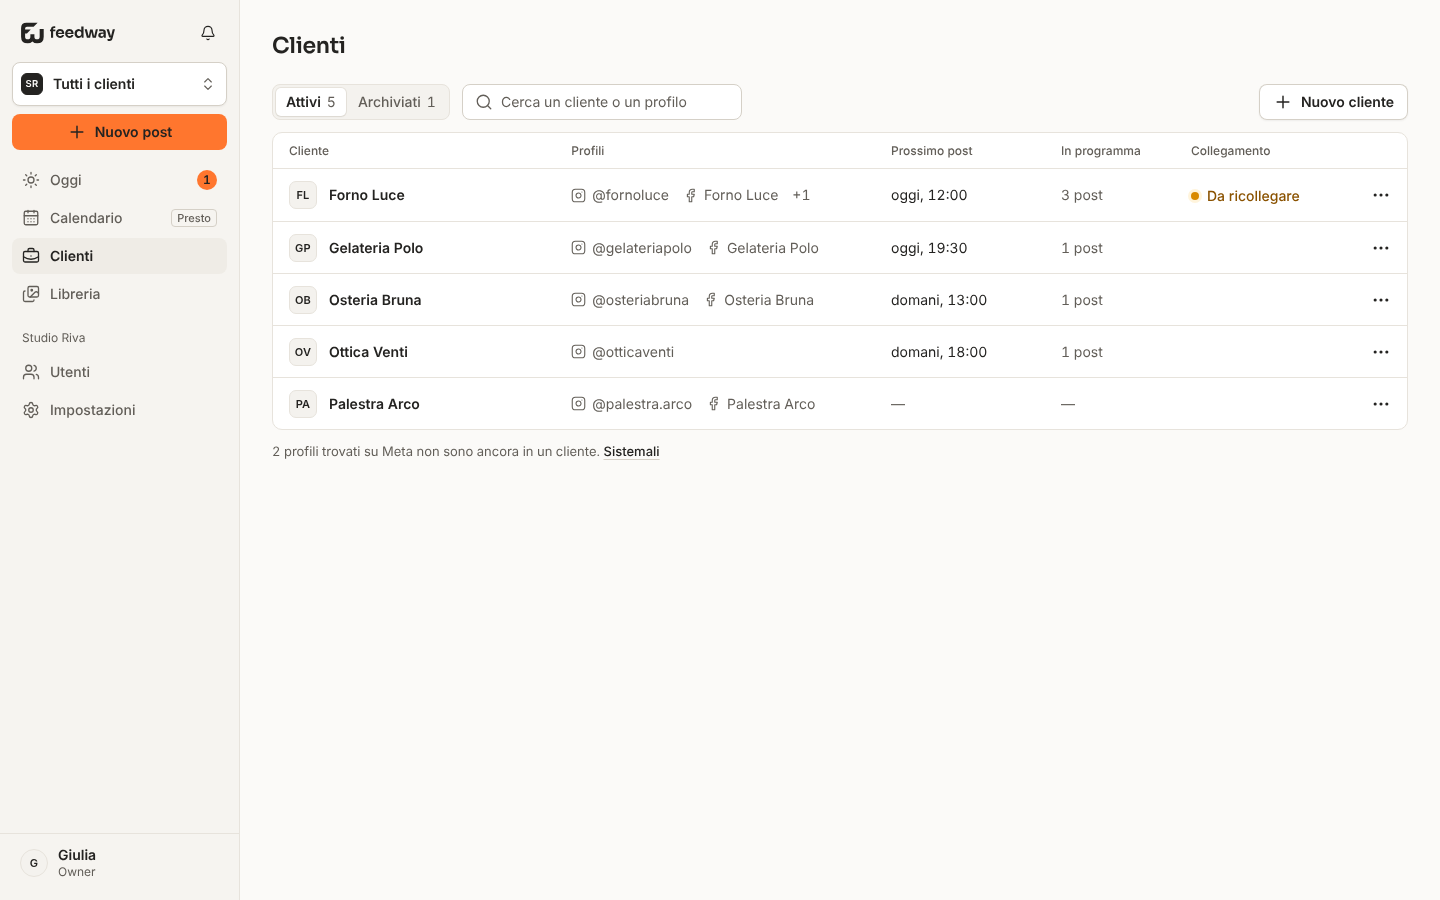 feedway
SR Tutti i clienti
Nuovo post
Oggi 1
Calendario Presto
Clienti
Libreria
Studio Riva
Utenti
Impostazioni
G Giulia
Owner
Clienti
Attivi 5 Archiviati 1 Cerca un cliente o un profilo Nuovo cliente
Cliente Profili Prossimo post In programma Collegamento
FL Forno Luce @fornoluce Forno Luce +1 oggi, 12:00 3 post Da ricollegare
GP Gelateria Polo @gelateriapolo Gelateria Polo oggi, 19:30 1 post
OB Osteria Bruna @osteriabruna Osteria Bruna domani, 13:00 1 post
OV Ottica Venti @otticaventi domani, 18:00 1 post
PA Palestra Arco @palestra.arco Palestra Arco — —
2 profili trovati su Meta non sono ancora in un cliente. Sistemali